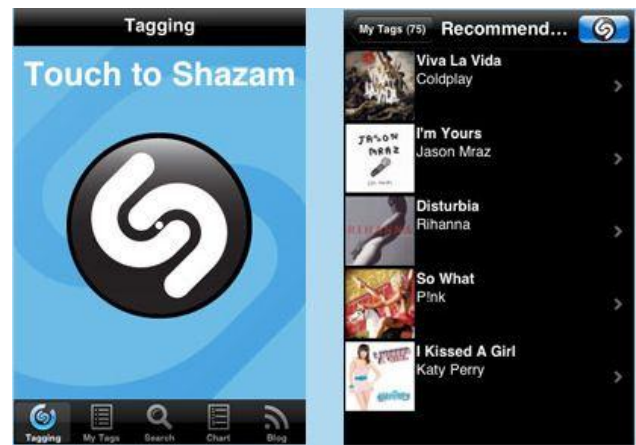 Tagging
Touch to Shazam
Tagging
My Tags
Search
Chart
Blog
My Tags (75)
Recommend...
Viva La Vida
Coldplay
JASON
MRAZ
I'm Yours
Jason Mraz
RIHANNA
Disturbia
Rihanna
So What
P!nk
I Kissed A Girl
Katy Perry